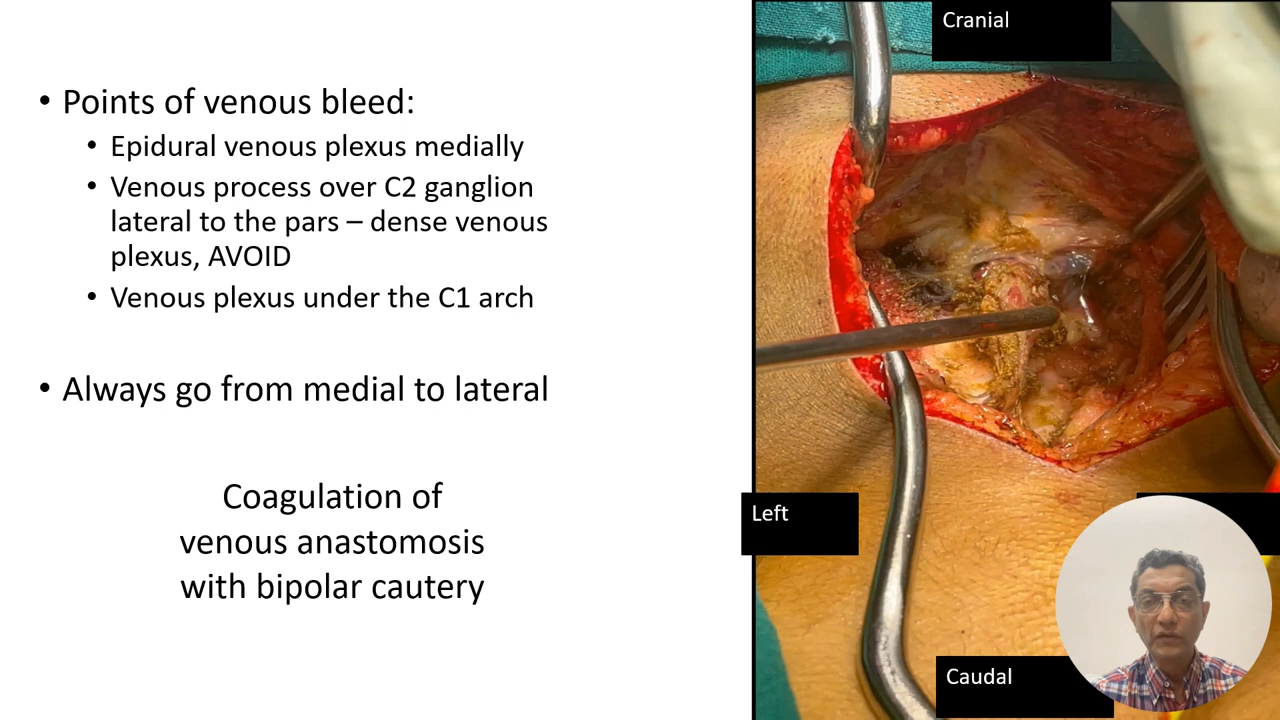 • Points of venous bleed:
• Epidural venous plexus medially
• Venous process over C2 ganglion
lateral to the pars – dense venous
plexus, AVOID
• Venous plexus under the C1 arch
• Always go from medial to lateral
Coagulation of
venous anastomosis
with bipolar cautery
Cranial
Left
Caudal